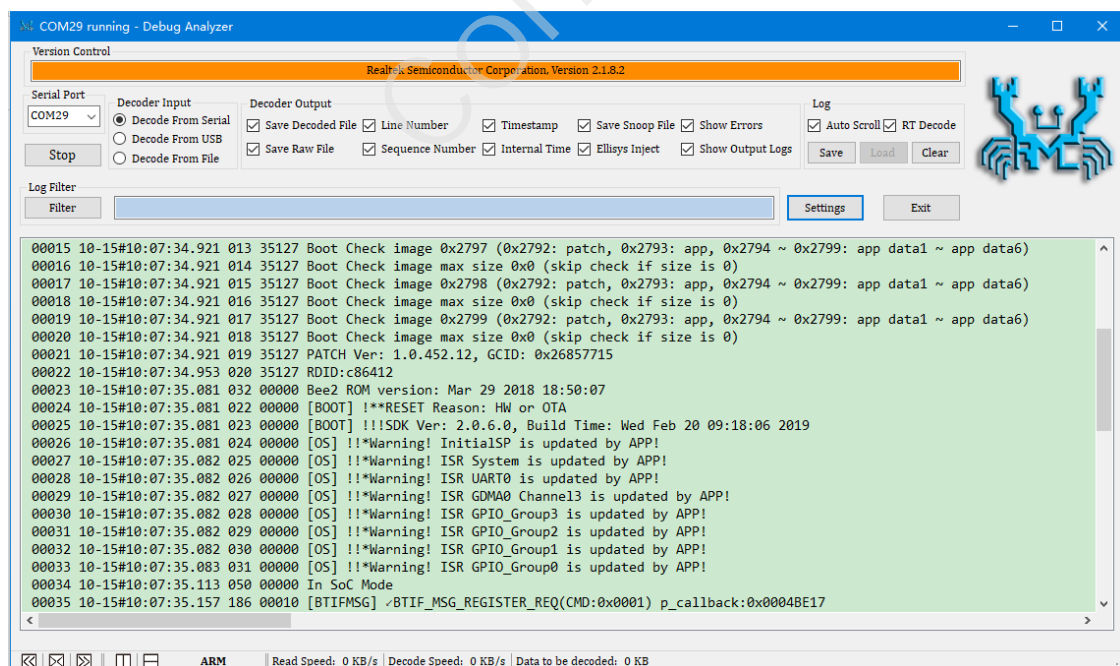 COM29 running - Debug Analyzer
Version Control
Realtek Semiconductor Corporation, Version 2.1.8.2
Serial Port
COM29
Stop
Decoder Input
Decode From Serial
Decode From USB
Decode From File
Decoder Output
Save Decoded File Line Number Timestamp Save Snoop File Show Errors
Save Raw File Sequence Number Internal Time Ellisys Inject Show Output Logs
Log
Auto Scroll RT Decode
Save Load Clear
Log Filter
Filter
Settings
Exit
00015 10-15#10:07:34.921 013 35127 Boot Check image 0x2797 (0x2792: patch, 0x2793: app, 0x2794 ~ 0x2799: app data1 ~ app data6)
00016 10-15#10:07:34.921 014 35127 Boot Check image max size 0x0 (skip check if size is 0)
00017 10-15#10:07:34.921 015 35127 Boot Check image 0x2798 (0x2792: patch, 0x2793: app, 0x2794 ~ 0x2799: app data1 ~ app data6)
00018 10-15#10:07:34.921 016 35127 Boot Check image max size 0x0 (skip check if size is 0)
00019 10-15#10:07:34.921 017 35127 Boot Check image 0x2799 (0x2792: patch, 0x2793: app, 0x2794 ~ 0x2799: app data1 ~ app data6)
00020 10-15#10:07:34.921 018 35127 Boot Check image max size 0x0 (skip check if size is 0)
00021 10-15#10:07:34.921 019 35127 PATCH Ver: 1.0.452.12, GCID: 0x26857715
00022 10-15#10:07:34.953 020 35127 RDID:c86412
00023 10-15#10:07:35.081 032 00000 Bee2 ROM version: Mar 29 2018 18:50:07
00024 10-15#10:07:35.081 022 00000 [BOOT] !**RESET Reason: HW or OTA
00025 10-15#10:07:35.081 023 00000 [BOOT] !!!SDK Ver: 2.0.6.0, Build Time: Wed Feb 20 09:18:06 2019
00026 10-15#10:07:35.081 024 00000 [OS] !!*Warning! InitialSP is updated by APP!
00027 10-15#10:07:35.082 025 00000 [OS] !!*Warning! ISR System is updated by APP!
00028 10-15#10:07:35.082 026 00000 [OS] !!*Warning! ISR UART0 is updated by APP!
00029 10-15#10:07:35.082 027 00000 [OS] !!*Warning! ISR GDMA0 Channel3 is updated by APP!
00030 10-15#10:07:35.082 028 00000 [OS] !!*Warning! ISR GPIO_Group3 is updated by APP!
00031 10-15#10:07:35.082 029 00000 [OS] !!*Warning! ISR GPIO_Group2 is updated by APP!
00032 10-15#10:07:35.082 030 00000 [OS] !!*Warning! ISR GPIO_Group1 is updated by APP!
00033 10-15#10:07:35.083 031 00000 [OS] !!*Warning! ISR GPIO_Group0 is updated by APP!
00034 10-15#10:07:35.113 050 00000 In SoC Mode
00035 10-15#10:07:35.157 186 00010 [BTIFMSG] ✓BTIF_MSG_REGISTER_REQ(CMD:0x0001) p_callback:0x0004BE17
ARM Read Speed: 0 KB/s Decode Speed: 0 KB/s Data to be decoded: 0 KB